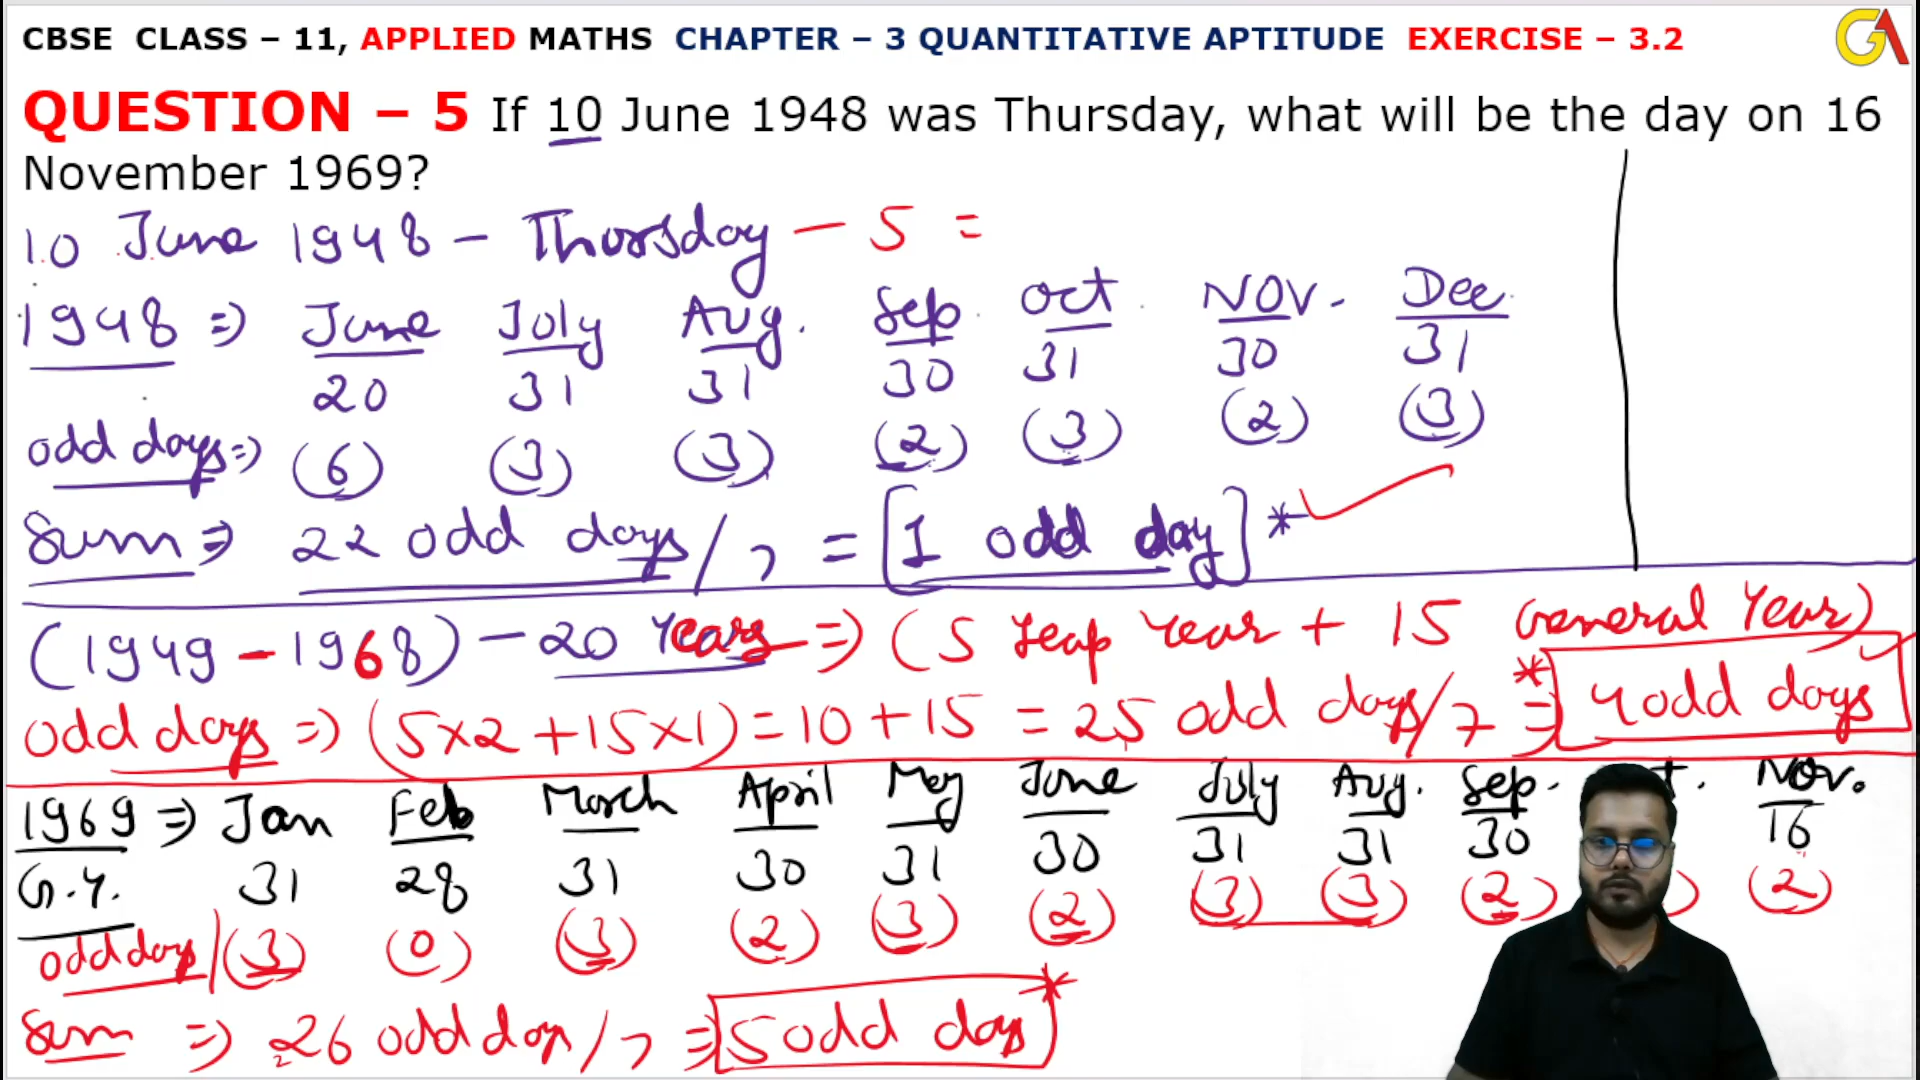 CBSE CLASS – 11, APPLIED MATHS CHAPTER – 3 QUANTITATIVE APTITUDE EXERCISE – 3.2
GA
QUESTION – 5 If 10 June 1948 was Thursday, what will be the day on 16
November 1969?
10 June 1948 - Thursday - 5 =
1948 => June July Aug. Sep. Oct. NOV. Dec.
20 31 31 30 31 30 31
odd days => (6) (3) (3) (2) (3) (2) (3)
Sum => 22 odd days/7 = [1 odd day]*
(1949 - 1968) - 20 Years => (5 Leap Year + 15 General Year)
odd days => (5x2 + 15x1) = 10 + 15 = 25 odd days/7 => * 4 odd days
1969 => Jan Feb March April May June July Aug. Sep. t. Nov.
G.Y. 31 28 31 30 31 30 31 31 30 16
odd days (3) (0) (3) (2) (3) (2) (3) (3) (2) ) (2)
Sum => 26 odd day/7 => 5 odd days *